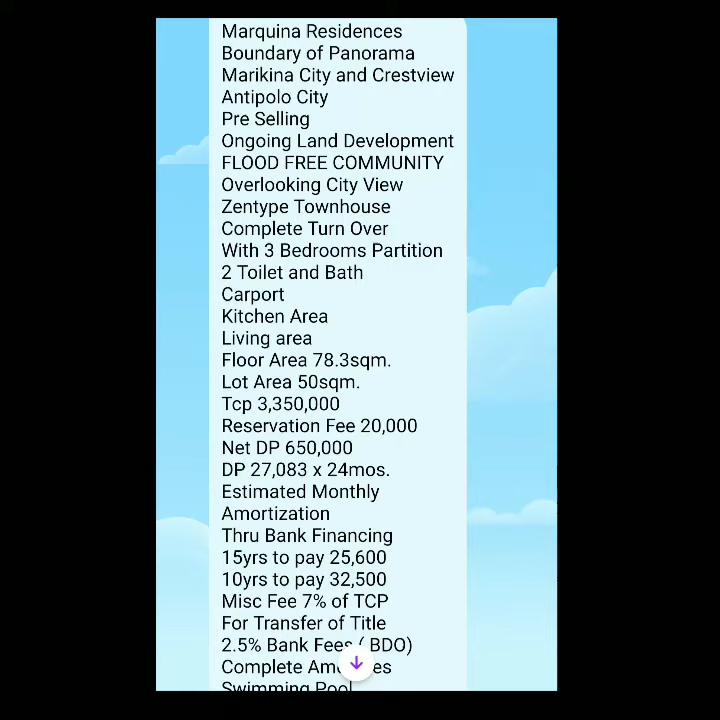 Marquina Residences
Boundary of Panorama
Marikina City and Crestview
Antipolo City
Pre Selling
Ongoing Land Development
FLOOD FREE COMMUNITY
Overlooking City View
Zentype Townhouse
Complete Turn Over
With 3 Bedrooms Partition
2 Toilet and Bath
Carport
Kitchen Area
Living area
Floor Area 78.3sqm.
Lot Area 50sqm.
Tcp 3,350,000
Reservation Fee 20,000
Net DP 650,000
DP 27,083 x 24mos.
Estimated Monthly
Amortization
Thru Bank Financing
15yrs to pay 25,600
10yrs to pay 32,500
Misc Fee 7% of TCP
For Transfer of Title
2.5% Bank Fees ( BDO)
Complete
Swimming Pool